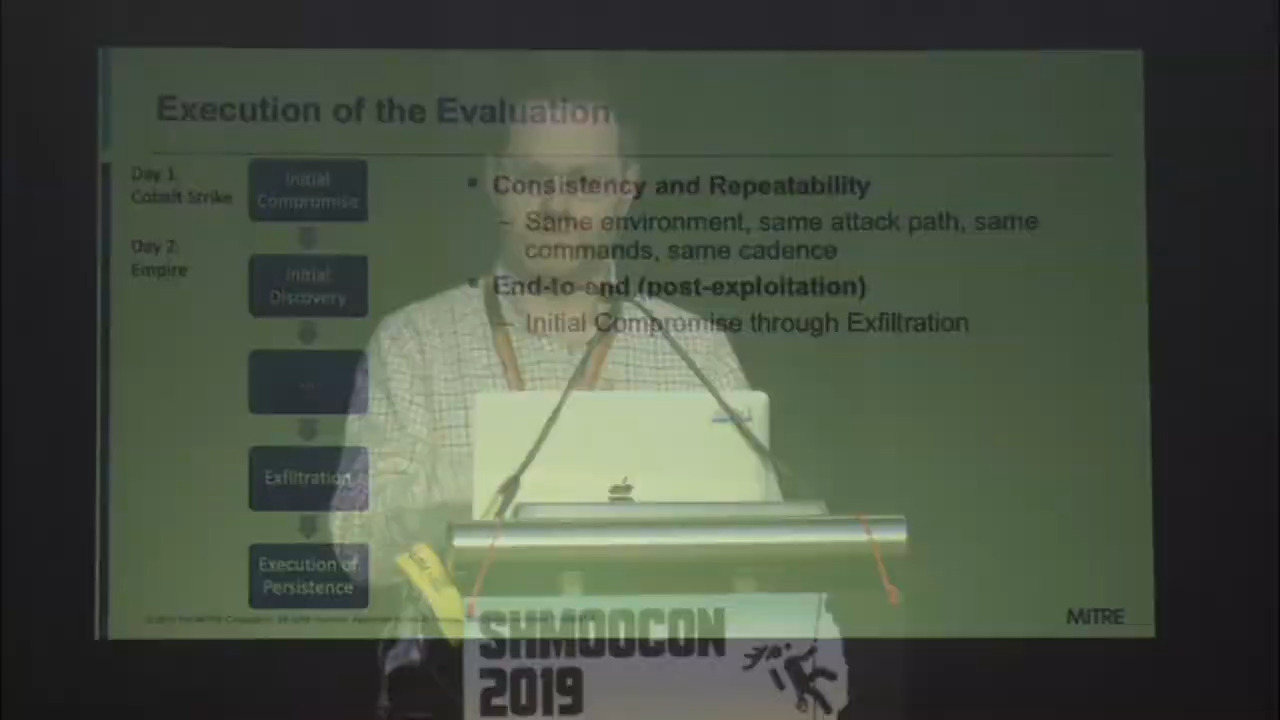 Execution of the Evaluation
Day 1:
Cobalt Strike
Day 2:
Empire
Initial
Compromise
Initial
Discovery
...
Exfiltration
Execution of
Persistence
▪ Consistency and Repeatability
– Same environment, same attack path, same
commands, same cadence
▪ End-to-end (post-exploitation)
– Initial Compromise through Exfiltration
MITRE
SHMOOCON
2019